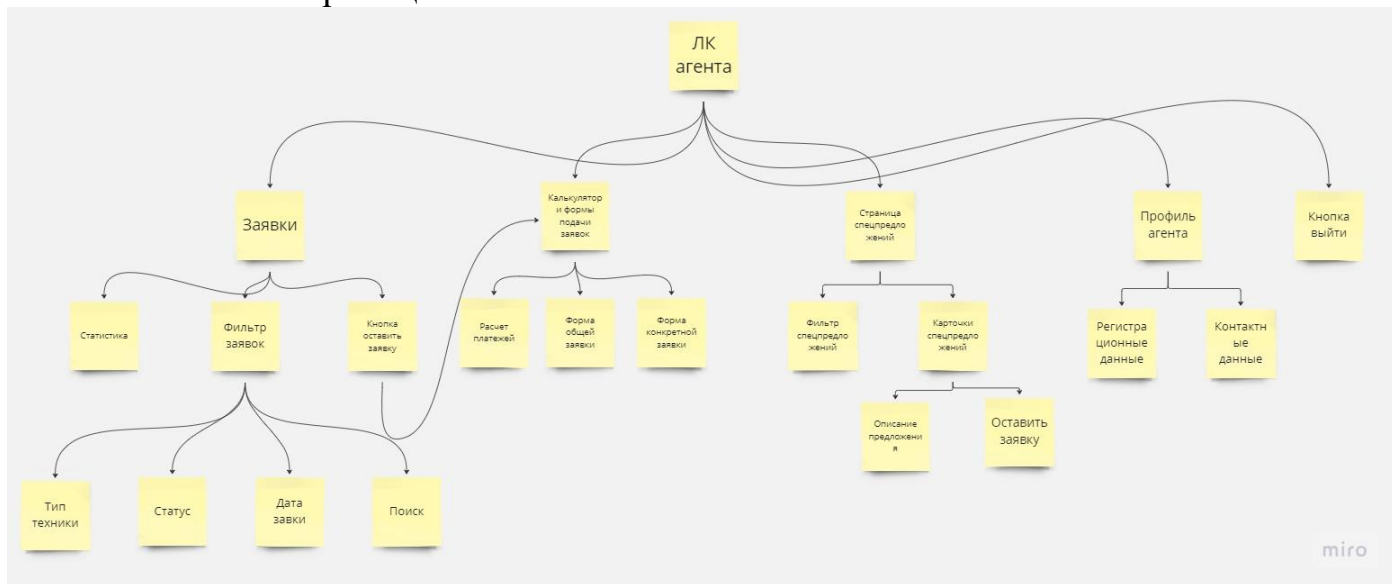 ЛК
агента
Заявки
Калькулятор
и формы
подачи
заявок
Страница
спецпредло
жений
Профиль
агента
Кнопка
выйти
Статистика
Фильтр
заявок
Кнопка
оставить
заявку
Расчет
платежей
Форма
общей
заявки
Форма
конкретной
заявки
Фильтр
спецпредло
жений
Карточки
спецпредло
жений
Регистра
ционные
данные
Контактн
ые
данные
Описание
предложени
я
Оставить
заявку
Тип
техники
Статус
Дата
завки
Поиск
miro